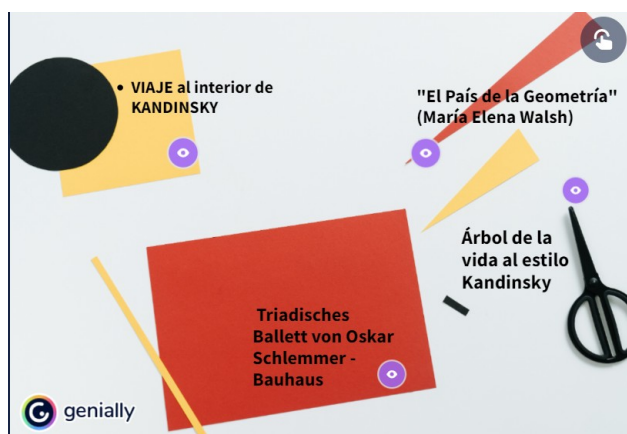 • VIAJE al interior de
KANDINSKY
"El País de la Geometría"
(María Elena Walsh)
Árbol de la
vida al estilo
Kandinsky
Triadisches
Ballett von Oskar
Schlemmer -
Bauhaus
genially